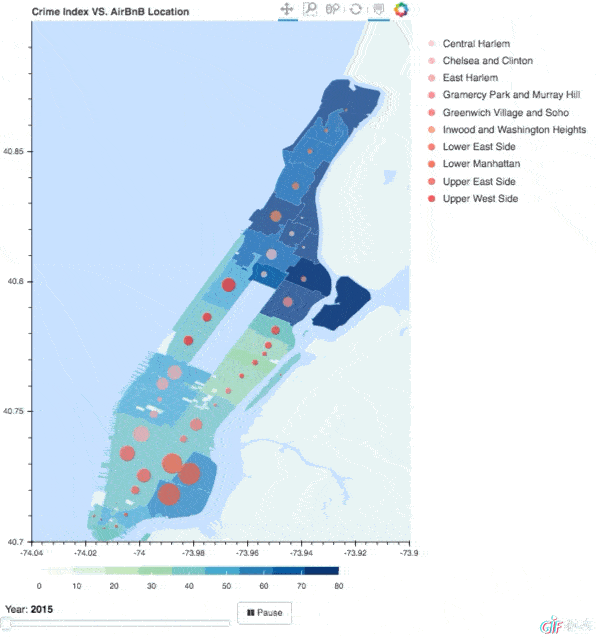 Crime Index VS. AirBnB Location
Central Harlem
Chelsea and Clinton
East Harlem
Gramercy Park and Murray Hill
Greenwich Village and Soho
Inwood and Washington Heights
Lower East Side
Lower Manhattan
Upper East Side
Upper West Side
40.85
40.8
40.75
40.7
-74.04 -74.02 -74 -73.98 -73.96 -73.94 -73.92 -73.9
0 10 20 30 40 50 60 70 80
Year: 2015
Pause
GIF